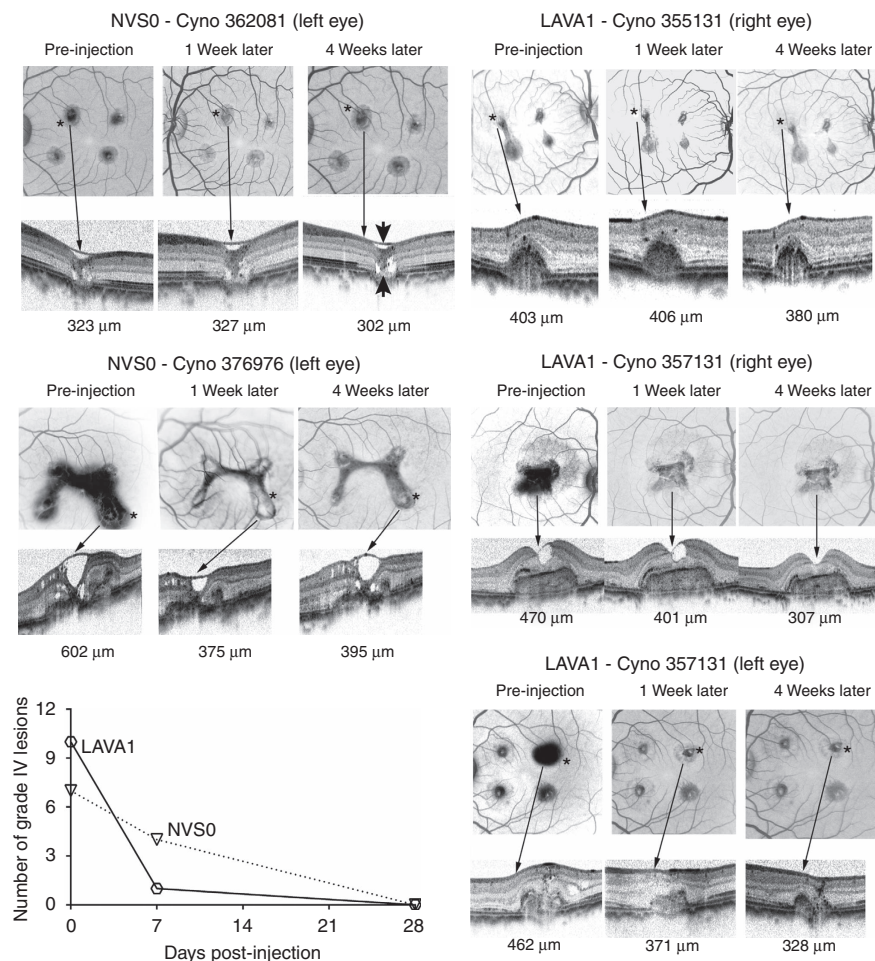 NVS0 - Cyno 362081 (left eye)
Pre-injection 1 Week later 4 Weeks later
*
*
*
323 μm 327 μm 302 μm
LAVA1 - Cyno 355131 (right eye)
Pre-injection 1 Week later 4 Weeks later
*
*
*
403 μm 406 μm 380 μm
NVS0 - Cyno 376976 (left eye)
Pre-injection 1 Week later 4 Weeks later
*
*
*
602 μm 375 μm 395 μm
LAVA1 - Cyno 357131 (right eye)
Pre-injection 1 Week later 4 Weeks later
470 μm 401 μm 307 μm
LAVA1 - Cyno 357131 (left eye)
Pre-injection 1 Week later 4 Weeks later
*
*
*
462 μm 371 μm 328 μm
Number of grade IV lesions
12
9
6
3
0
LAVA1
NVS0
0 7 14 21 28
Days post-injection